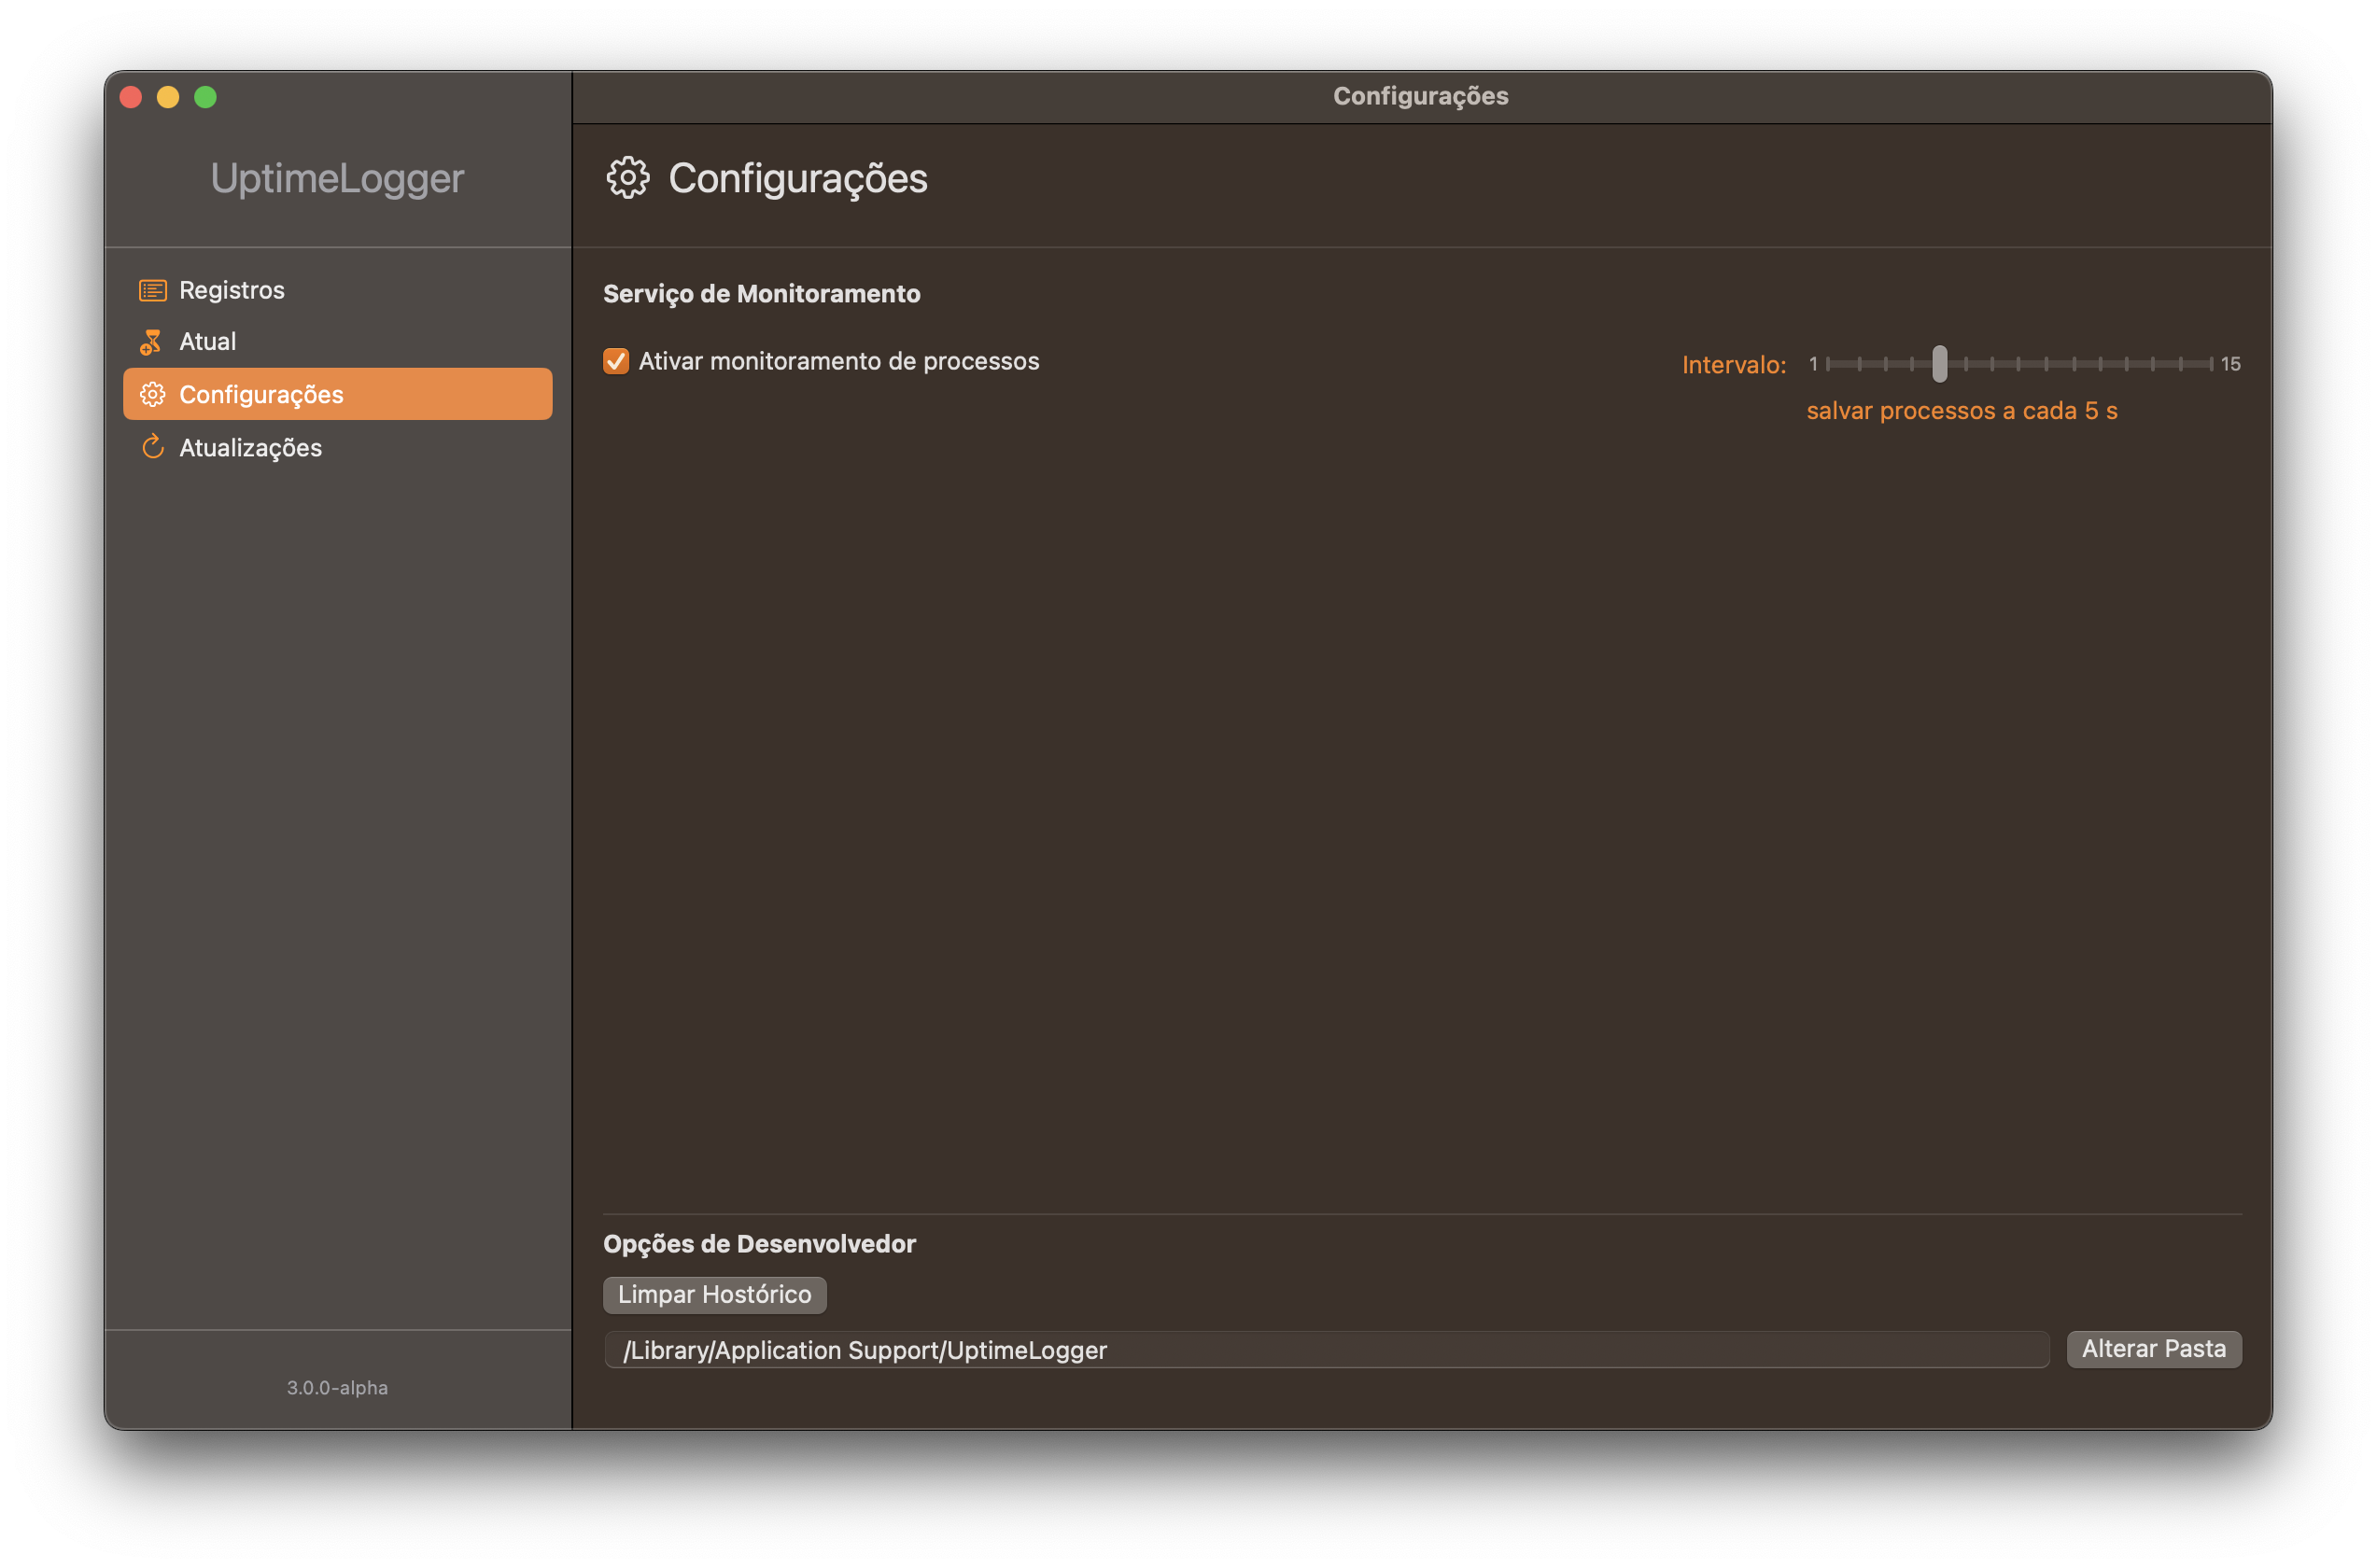 Configurações
UptimeLogger
Configurações
Registros
Atual
Configurações
Atualizações
Serviço de Monitoramento
Ativar monitoramento de processos
Intervalo: 1 15
salvar processos a cada 5 s
Opções de Desenvolvedor
Limpar Hostórico
/Library/Application Support/UptimeLogger
Alterar Pasta
3.0.0-alpha